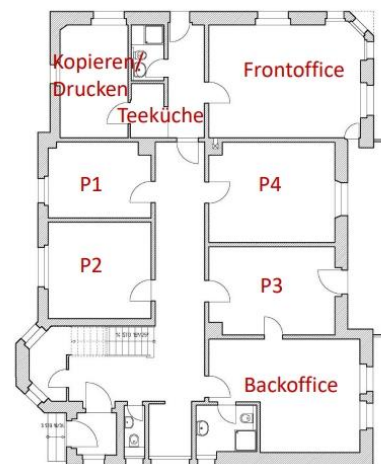 Kopieren/
Drucken
Frontoffice
Teeküche
P1
P4
P2
P3
Backoffice